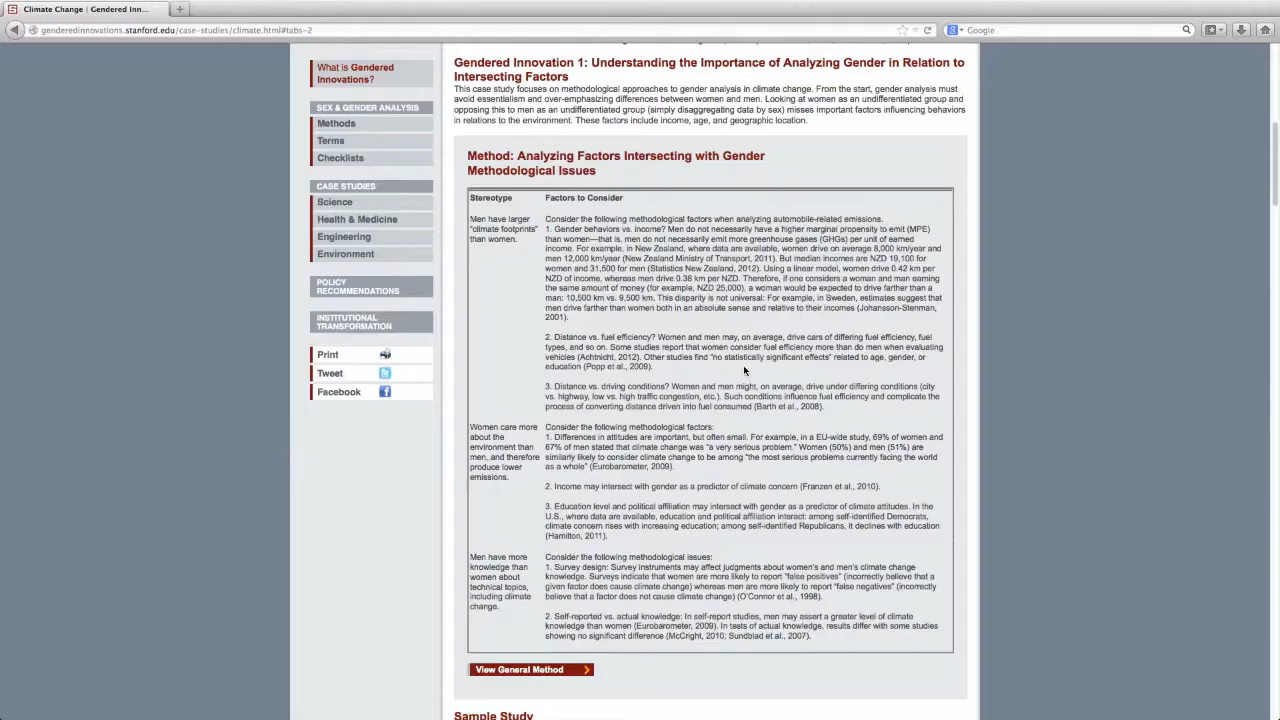 Climate Change | Gendered Inn...
genderedinnovations.stanford.edu/case-studies/climate.html#tabs-2
Google
What is Gendered
Innovations?
SEX & GENDER ANALYSIS
Methods
Terms
Checklists
CASE STUDIES
Science
Health & Medicine
Engineering
Environment
POLICY
RECOMMENDATIONS
INSTITUTIONAL
TRANSFORMATION
Print
Tweet
Facebook
Gendered Innovation 1: Understanding the Importance of Analyzing Gender in Relation to
Intersecting Factors
This case study focuses on methodological approaches to gender analysis in climate change. From the start, gender analysis must
avoid essentialism and over-emphasizing differences between women and men. Looking at women as an undifferentiated group and
opposing this to men as an undifferentiated group (simply disaggregating data by sex) misses important factors influencing behaviors
in relations to the environment. These factors include income, age, and geographic location.
Method: Analyzing Factors Intersecting with Gender
Methodological Issues
Stereotype
Factors to Consider
Men have larger
"climate footprints"
than women.
Consider the following methodological factors when analyzing automobile-related emissions.
1. Gender behaviors vs. income? Men do not necessarily have a higher marginal propensity to emit (MPE)
than women—that is, men do not necessarily emit more greenhouse gases (GHGs) per unit of earned
income. For example, in New Zealand, where data are available, women drive on average 8,000 km/year and
men 12,000 km/year (New Zealand Ministry of Transport, 2011). But median incomes are NZD 19,100 for
women and 31,500 for men (Statistics New Zealand, 2012). Using a linear model, women drive 0.42 km per
NZD of income, whereas men drive 0.38 km per NZD. Therefore, if one considers a woman and man earning
the same amount of money (for example, NZD 25,000), a woman would be expected to drive farther than a
man: 10,500 km vs. 9,500 km. This disparity is not universal: For example, in Sweden, estimates suggest that
men drive farther than women both in an absolute sense and relative to their incomes (Johansson-Stenman,
2001).
2. Distance vs. fuel efficiency? Women and men may, on average, drive cars of differing fuel efficiency, fuel
types, and so on. Some studies report that women consider fuel efficiency more than do men when evaluating
vehicles (Achtnicht, 2012). Other studies find "no statistically significant effects" related to age, gender, or
education (Popp et al., 2009).
3. Distance vs. driving conditions? Women and men might, on average, drive under differing conditions (city
vs. highway, low vs. high traffic congestion, etc.). Such conditions influence fuel efficiency and complicate the
process of converting distance driven into fuel consumed (Barth et al., 2008).
Women care more
about the
environment than
men, and therefore
produce lower
emissions.
Consider the following methodological factors:
1. Differences in attitudes are important, but often small. For example, in a EU-wide study, 69% of women and
67% of men stated that climate change was "a very serious problem." Women (50%) and men (51%) are
similarly likely to consider climate change to be among "the most serious problems currently facing the world
as a whole" (Eurobarometer, 2009).
2. Income may intersect with gender as a predictor of climate concern (Franzen et al., 2010).
3. Education level and political affiliation may intersect with gender as a predictor of climate attitudes. In the
U.S., where data are available, education and political affiliation interact: among self-identified Democrats,
climate concern rises with increasing education; among self-identified Republicans, it declines with education
(Hamilton, 2011).
Men have more
knowledge than
women about
technical topics,
including climate
change.
Consider the following methodological issues:
1. Survey design: Survey instruments may affect judgments about women's and men's climate change
knowledge. Surveys indicate that women are more likely to report "false positives" (incorrectly believe that a
given factor does cause climate change) whereas men are more likely to report "false negatives" (incorrectly
believe that a factor does not cause climate change) (O'Connor et al., 1998).
2. Self-reported vs. actual knowledge: In self-report studies, men may assert a greater level of climate
knowledge than women (Eurobarometer, 2009). In tests of actual knowledge, results differ with some studies
showing no significant difference (McCright, 2010; Sundblad et al., 2007).
View General Method
Sample Study